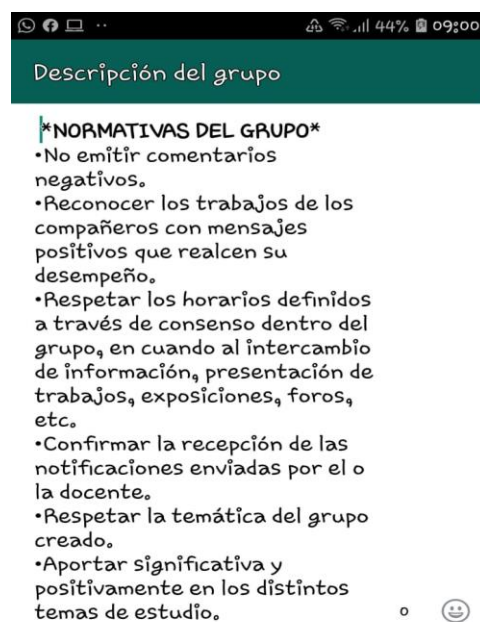 44% 09:00
Descripción del grupo
*NORMATIVAS DEL GRUPO*
•No emitir comentarios
negativos.
•Reconocer los trabajos de los
compañeros con mensajes
positivos que realcen su
desempeño.
•Respetar los horarios definidos
a través de consenso dentro del
grupo, en cuando al intercambio
de información, presentación de
trabajos, exposiciones, foros,
etc.
•Confirmar la recepción de las
notificaciones enviadas por el o
la docente.
•Respetar la temática del grupo
creado.
•Aportar significativa y
positivamente en los distintos
temas de estudio.
0